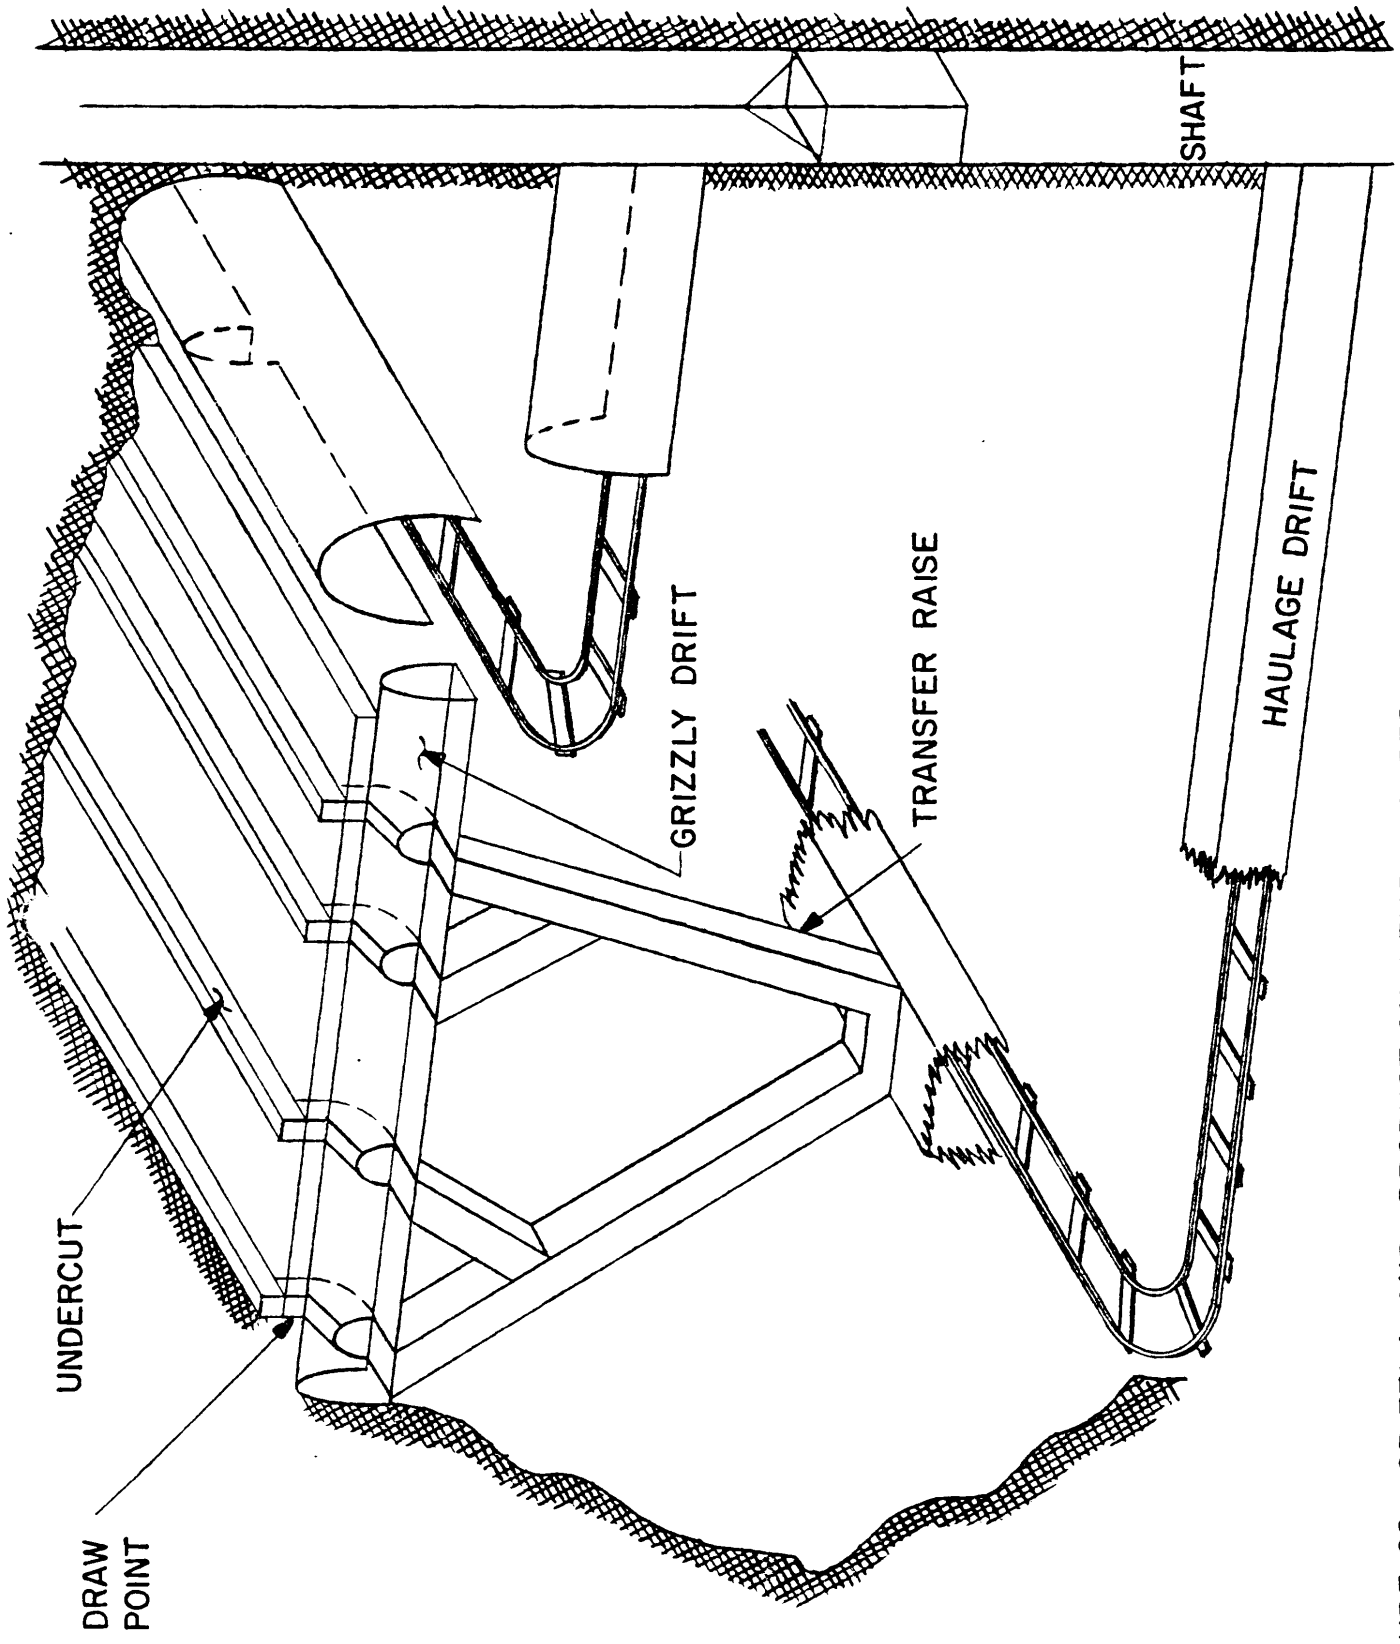 DRAW
POINT
UNDERCUT
GRIZZLY DRIFT
TRANSFER RAISE
HAULAGE DRIFT
SHAFT